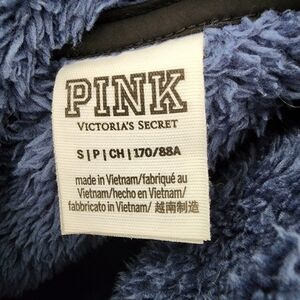 PINK
VICTORIA'S SECRET
S | P | CH | 170/88A
made in Vietnam/fabriqué au
Vietnam/hecho en Vietnam/
fabbricato in Vietnam/ 越南制造